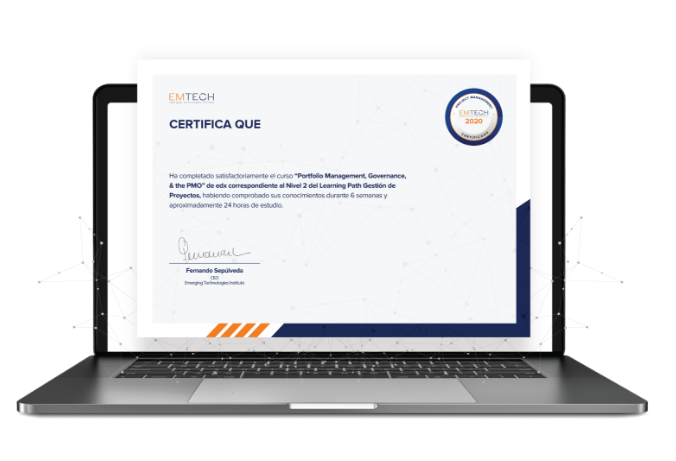 EMTECH
CERTIFICA QUE
PROJECT MANAGEMENT
EMTECH
2020
CERTIFICADO
Ha completado satisfactoriamente el curso "Portfolio Management, Governance,
& the PMO" de edx correspondiente al Nivel 2 del Learning Path Gestión de
Proyectos, habiendo comprobado sus conocimientos durante 6 semanas y
aproximadamente 24 horas de estudio.
Fernando Sepúlveda
CEO
Emerging Technologies Institute